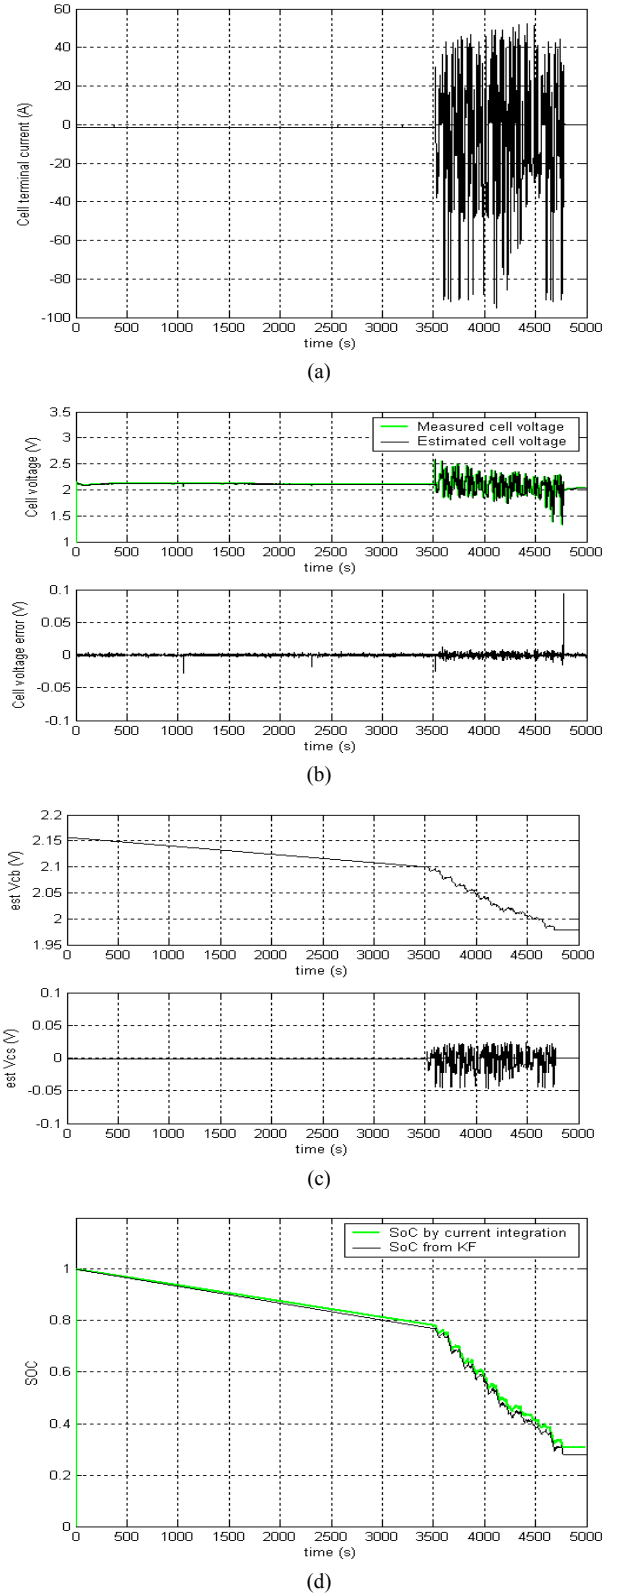 60
40
20
0
-20
-40
-60
-80
-100
Cell terminal current (A)
0 500 1000 1500 2000 2500 3000 3500 4000 4500 5000
time (s)
(a)
3.5
3
2.5
2
1.5
1
Cell voltage (V)
Measured cell voltage
Estimated cell voltage
0 500 1000 1500 2000 2500 3000 3500 4000 4500 5000
time (s)
0.1
0.05
0
-0.05
-0.1
Cell voltage error (V)
0 500 1000 1500 2000 2500 3000 3500 4000 4500 5000
time (s)
(b)
2.2
2.15
2.1
2.05
2
1.95
est Vcb (V)
0 500 1000 1500 2000 2500 3000 3500 4000 4500 5000
time (s)
0.1
0.05
0
-0.05
-0.1
est Vcs (V)
0 500 1000 1500 2000 2500 3000 3500 4000 4500 5000
time (s)
(c)
SoC by current integration
SoC from KF
1
0.8
0.6
0.4
0.2
0
SOC
0 500 1000 1500 2000 2500 3000 3500 4000 4500 5000
time (s)
(d)